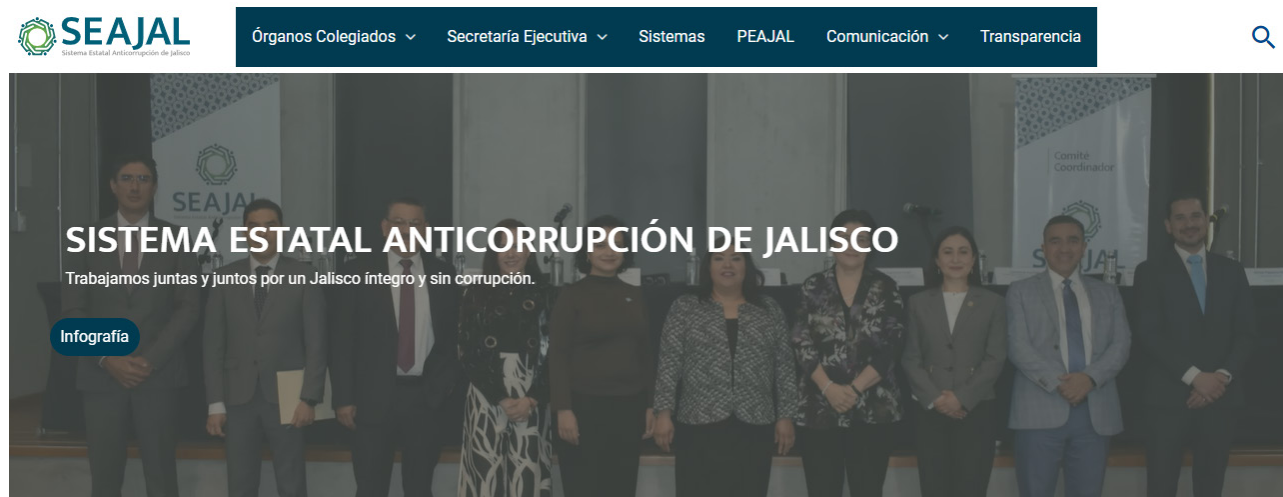 SEAJAL
Sistema Estatal Anticorrupción de Jalisco
Órganos Colegiados
Secretaría Ejecutiva
Sistemas
PEAJAL
Comunicación
Transparencia
SEAJAL
Comité
Coordinador
SISTEMA ESTATAL ANTICORRUPCIÓN DE JALISCO
Trabajamos juntas y juntos por un Jalisco íntegro y sin corrupción.
Infografía